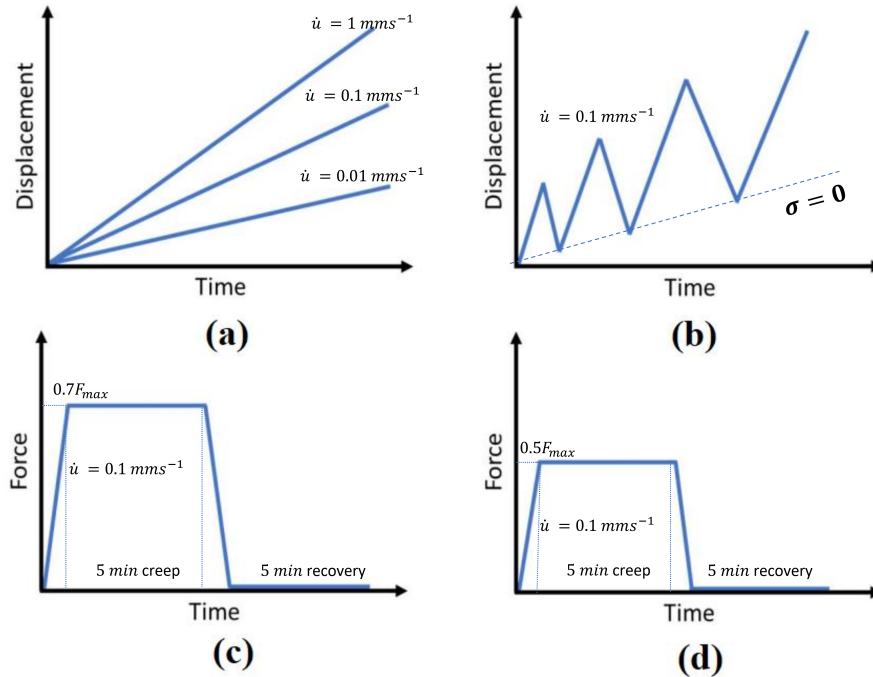 u̇ = 1 mms⁻¹
u̇ = 0.1 mms⁻¹
u̇ = 0.01 mms⁻¹
Displacement
Time
(a)
u̇ = 0.1 mms⁻¹
σ = 0
Displacement
Time
(b)
0.7F_max
u̇ = 0.1 mms⁻¹
5 min creep
5 min recovery
Force
Time
(c)
0.5F_max
u̇ = 0.1 mms⁻¹
5 min creep
5 min recovery
Force
Time
(d)